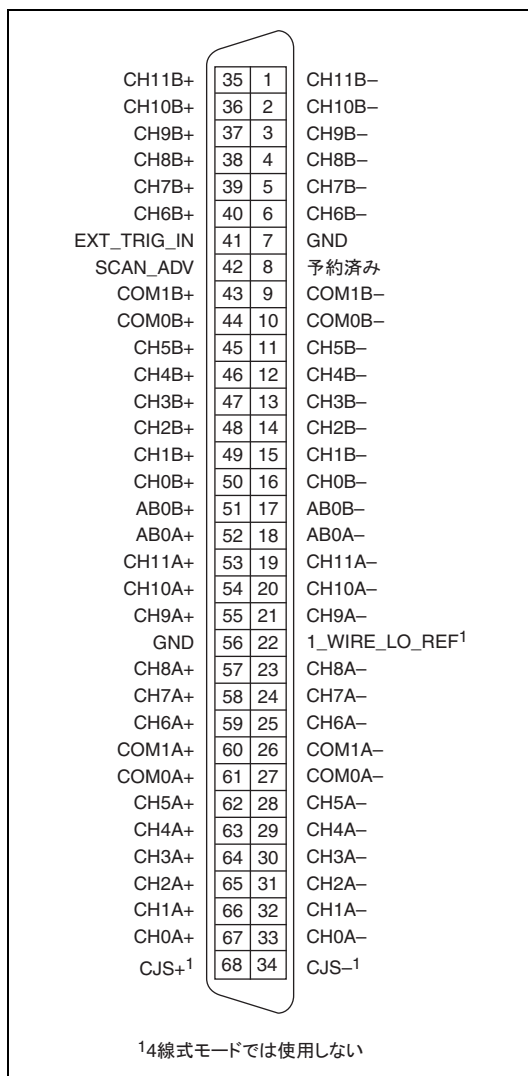 CH11B+ 35 1 CH11B–
CH10B+ 36 2 CH10B–
CH9B+ 37 3 CH9B–
CH8B+ 38 4 CH8B–
CH7B+ 39 5 CH7B–
CH6B+ 40 6 CH6B–
EXT_TRIG_IN 41 7 GND
SCAN_ADV 42 8 予約済み
COM1B+ 43 9 COM1B–
COM0B+ 44 10 COM0B–
CH5B+ 45 11 CH5B–
CH4B+ 46 12 CH4B–
CH3B+ 47 13 CH3B–
CH2B+ 48 14 CH2B–
CH1B+ 49 15 CH1B–
CH0B+ 50 16 CH0B–
AB0B+ 51 17 AB0B–
AB0A+ 52 18 AB0A–
CH11A+ 53 19 CH11A–
CH10A+ 54 20 CH10A–
CH9A+ 55 21 CH9A–
GND 56 22 1_WIRE_LO_REF¹
CH8A+ 57 23 CH8A–
CH7A+ 58 24 CH7A–
CH6A+ 59 25 CH6A–
COM1A+ 60 26 COM1A–
COM0A+ 61 27 COM0A–
CH5A+ 62 28 CH5A–
CH4A+ 63 29 CH4A–
CH3A+ 64 30 CH3A–
CH2A+ 65 31 CH2A–
CH1A+ 66 32 CH1A–
CH0A+ 67 33 CH0A–
CJS+¹ 68 34 CJS–¹
¹4線式モードでは使用しない